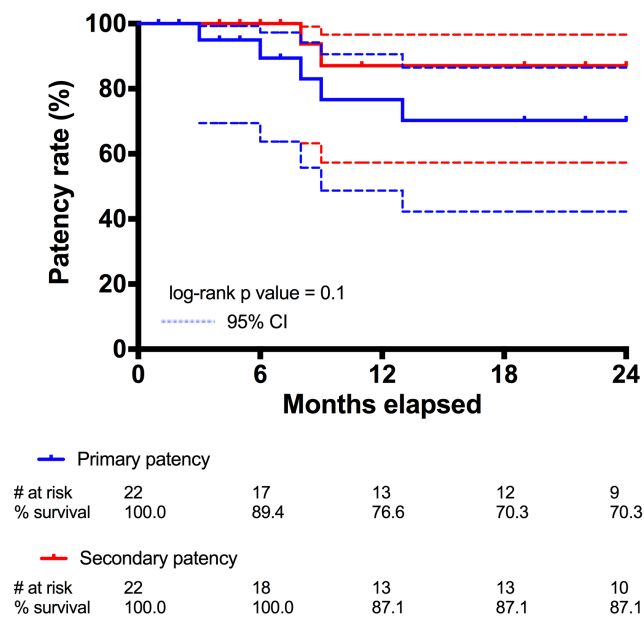 Patency rate (%)
100
80
60
40
20
0
log-rank p value = 0.1
95% CI
0 6 12 18 24
Months elapsed
Primary patency
# at risk 22 17 13 12 9
% survival 100.0 89.4 76.6 70.3 70.3
Secondary patency
# at risk 22 18 13 13 10
% survival 100.0 100.0 87.1 87.1 87.1